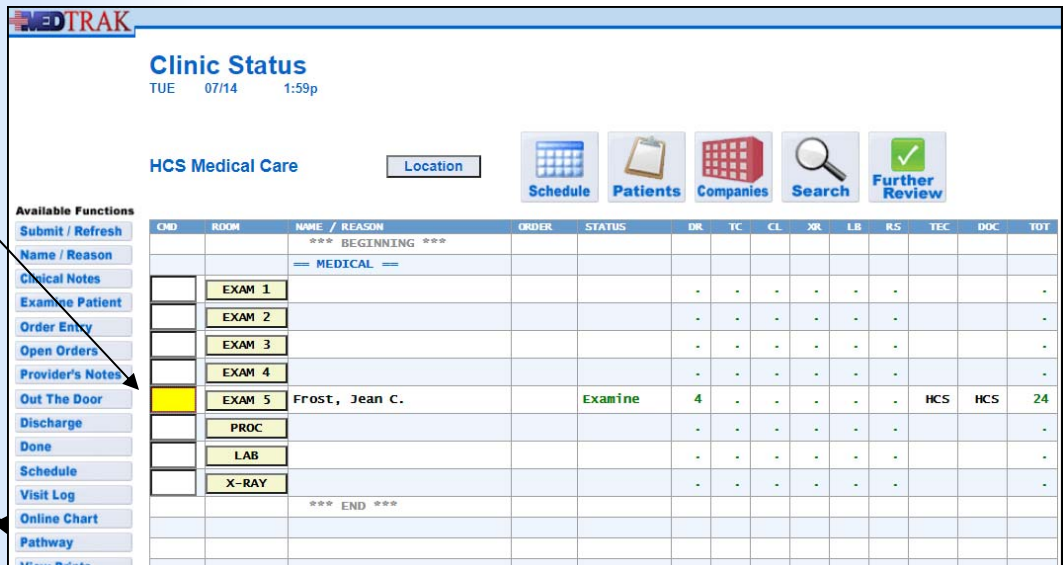 MEDTRAK
Clinic Status
TUE 07/14 1:59p
HCS Medical Care Location
Schedule Patients Companies Search Further Review
Available Functions
Submit / Refresh
Name / Reason
Clinical Notes
Examine Patient
Order Entry
Open Orders
Provider's Notes
Out The Door
Discharge
Done
Schedule
Visit Log
Online Chart
Pathway
View Prints
CMD ROOM NAME / REASON ORDER STATUS DR TC CL XR LB RS TEC DOC TOT
*** BEGINNING ***
== MEDICAL ==
EXAM 1 . . . . . . .
EXAM 2 . . . . . . .
EXAM 3 . . . . . . .
EXAM 4 . . . . . . .
EXAM 5 Frost, Jean C. Examine 4 . . . . . HCS HCS 24
PROC . . . . . . .
LAB . . . . . . .
X-RAY . . . . . . .
*** END ***